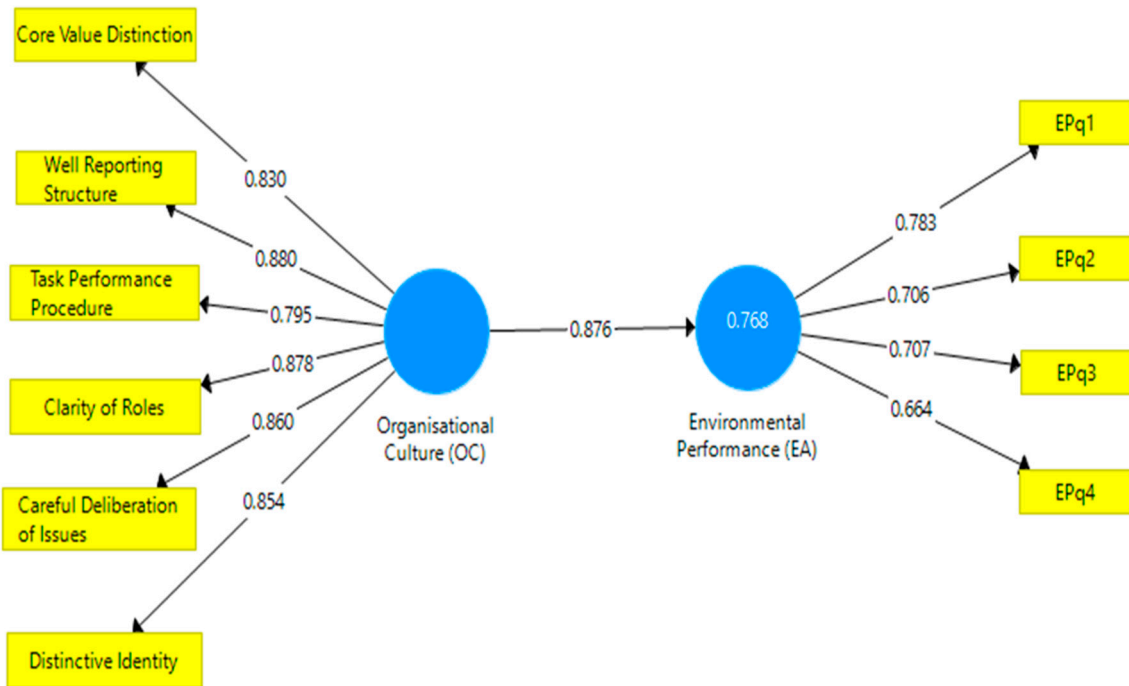 Core Value Distinction
Well Reporting
Structure
Task Performance
Procedure
Clarity of Roles
Careful Deliberation
of Issues
Distinctive Identity
0.830
0.880
0.795
0.878
0.860
0.854
Organisational
Culture (OC)
0.876
0.768
Environmental
Performance (EA)
0.783
0.706
0.707
0.664
EPq1
EPq2
EPq3
EPq4